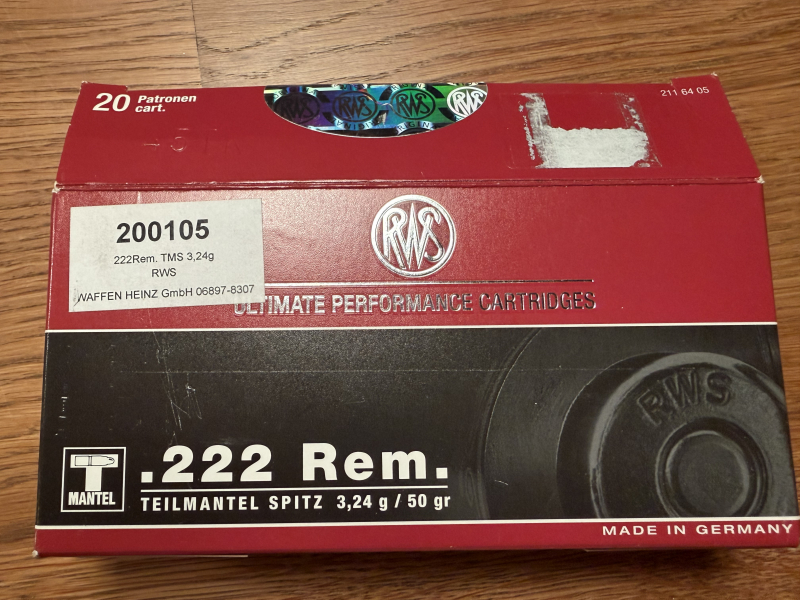 20 Patronen
cart.
211 64 05
RWS
200105
222Rem. TMS 3,24g
RWS
WAFFEN HEINZ GmbH 06897-8307
RWS
ULTIMATE PERFORMANCE CARTRIDGES
RWS
T
MANTEL
.222 Rem.
TEILMANTEL SPITZ 3,24 g / 50 gr
MADE IN GERMANY